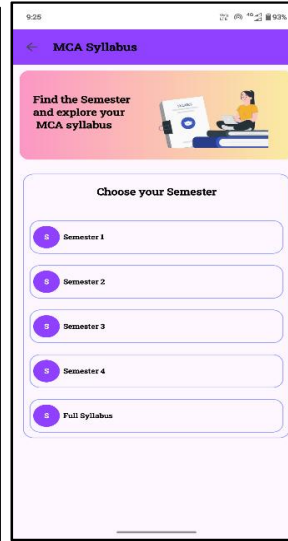 9:25
4G
93%
MCA Syllabus
Find the Semester
and explore your
MCA syllabus
Choose your Semester
S Semester 1
S Semester 2
S Semester 3
S Semester 4
S Full Syllabus